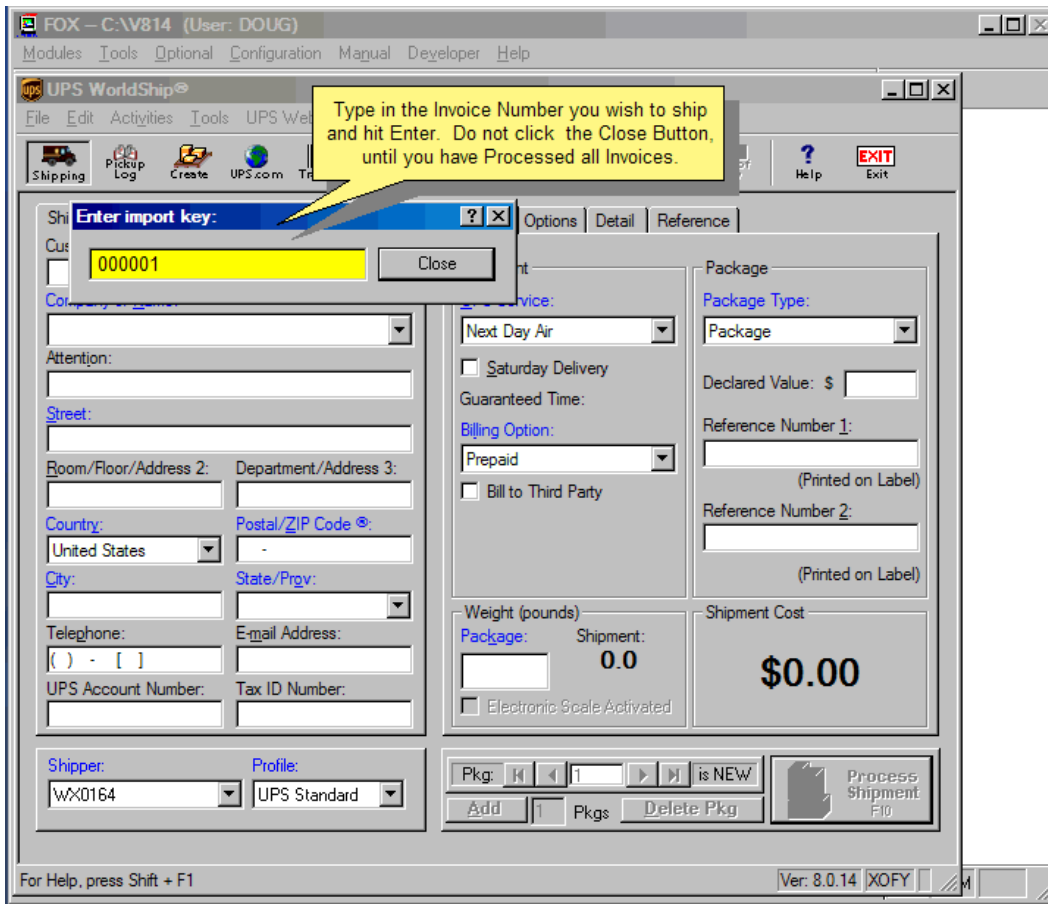 FOX – C:\V814 (User: DOUG)
Modules Tools Optional Configuration Manual Developer Help
UPS WorldShip®
File Edit Activities Tools UPS
Type in the Invoice Number you wish to ship
and hit Enter. Do not click the Close Button,
until you have Processed all Invoices.
Shipping
Pickup Log
Create
UPS.com
Help
EXIT
Exit
Enter import key:
000001
Close
Options Detail Reference
Package
Package Type:
Next Day Air
Package
Attention:
Saturday Delivery
Declared Value: $
Guaranteed Time:
Street:
Billing Option:
Reference Number 1:
Prepaid
Room/Floor/Address 2: Department/Address 3:
(Printed on Label)
Bill to Third Party
Reference Number 2:
Country: Postal/ZIP Code ®:
United States -
(Printed on Label)
City: State/Prov:
Weight (pounds)
Shipment Cost
Telephone: E-mail Address:
Package: Shipment:
( ) - [ ]
0.0
$0.00
UPS Account Number: Tax ID Number:
Electronic Scale Activated
Shipper: Profile:
WX0164 UPS Standard
Pkg: 1 is NEW
Add 1 Pkgs Delete Pkg
Process
Shipment
F10
For Help, press Shift + F1
Ver: 8.0.14 XOFY